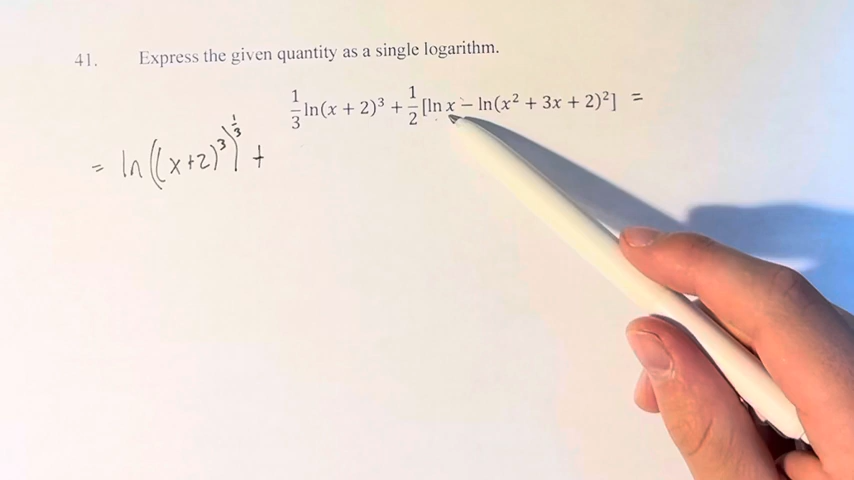 41. Express the given quantity as a single logarithm.
1/3 ln(x + 2)³ + 1/2 [ln x − ln(x² + 3x + 2)²] =
= ln((x+2)³)^(1/3) +